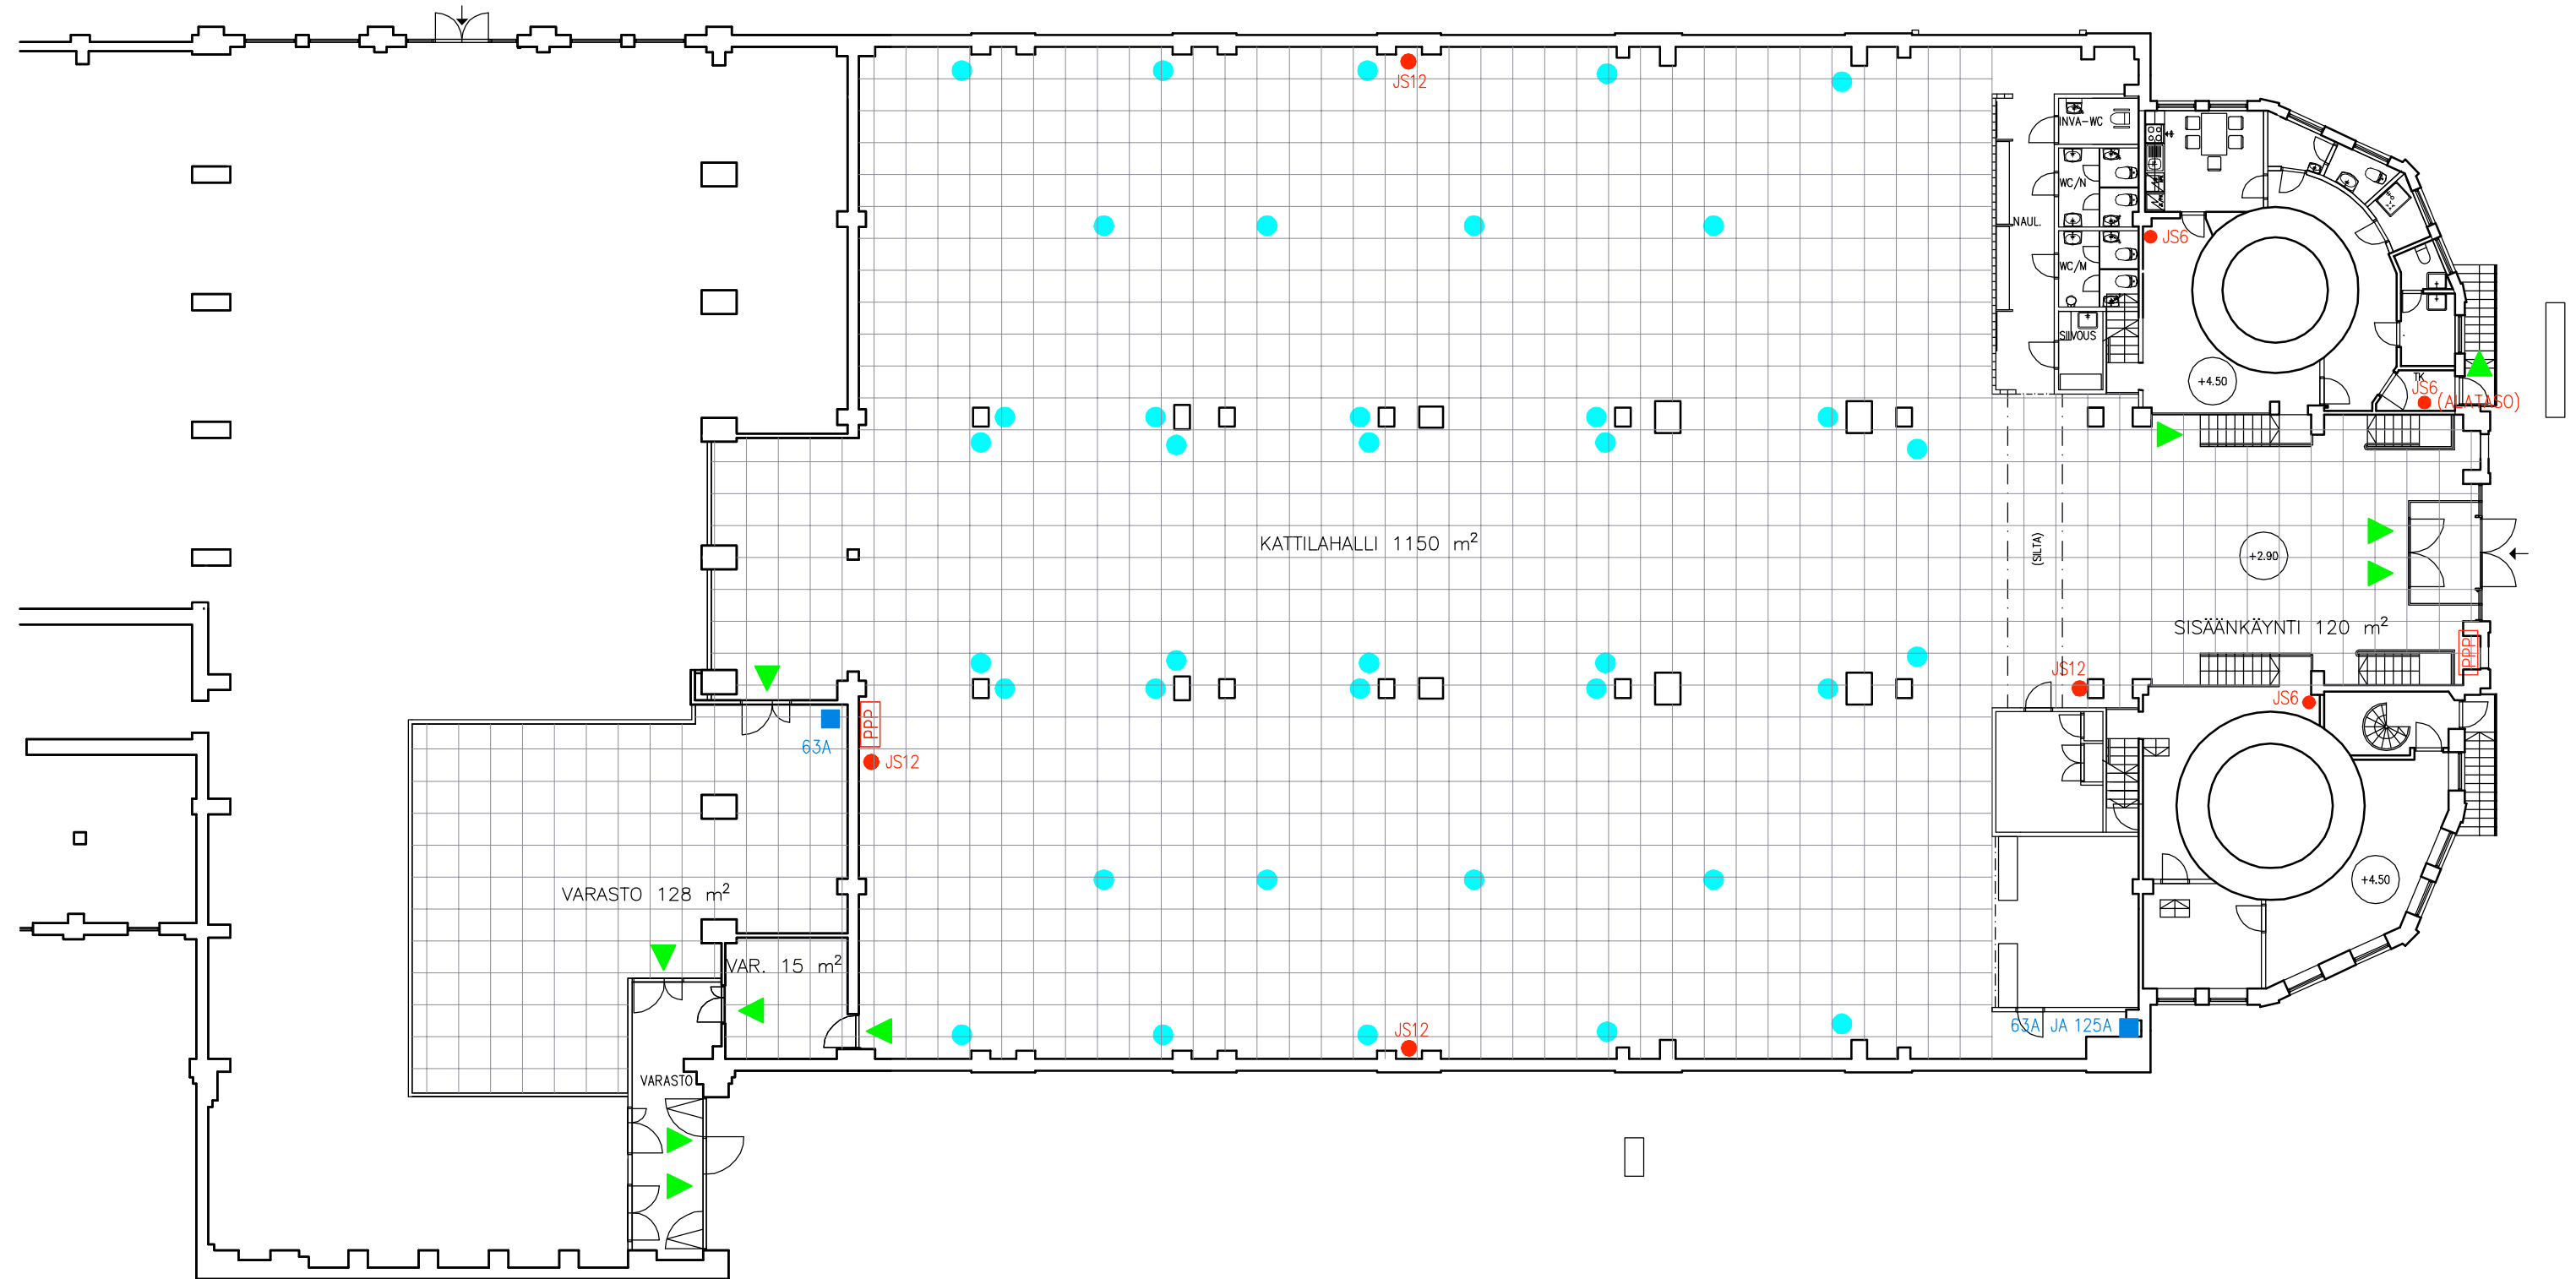 JS12
INVA-WC
WC/N
NAUL.
JS6
WC/M
SIIVOUS
+4.50
TK
JS6
(ALATASO)
KATTILAHALLI 1150 m²
(SILTA)
+2.90
SISÄÄNKÄYNTI 120 m²
PPP
JS12
JS6
PPP
63A
JS12
VARASTO 128 m²
+4.50
VAR. 15 m²
JS12
63A JA 125A
VARASTO